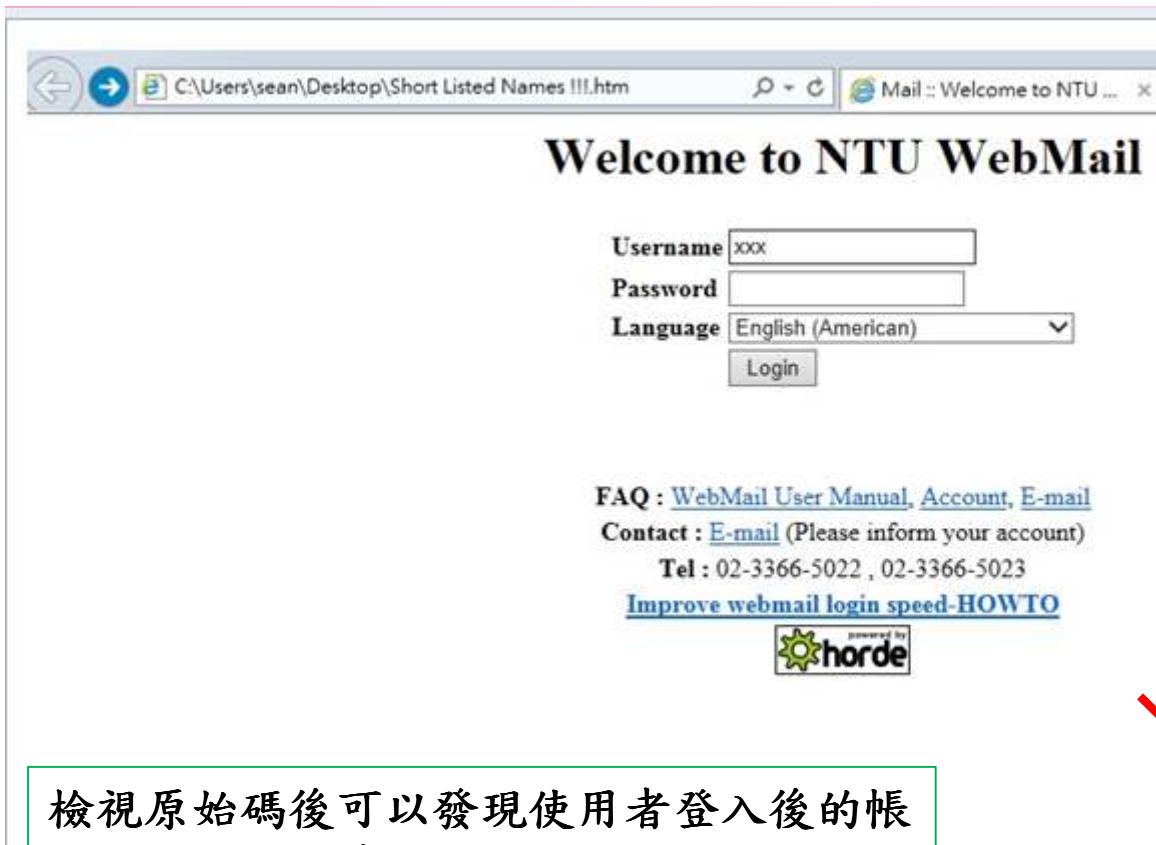 C:\Users\sean\Desktop\Short Listed Names !!!.htm
Mail :: Welcome to NTU ...
Welcome to NTU WebMail
Username xxx
Password
Language English (American)
Login
FAQ : WebMail User Manual, Account, E-mail
Contact : E-mail (Please inform your account)
Tel : 02-3366-5022 , 02-3366-5023
Improve webmail login speed-HOWTO
powered by
horde
檢視原始碼後可以發現使用者登入後的帳